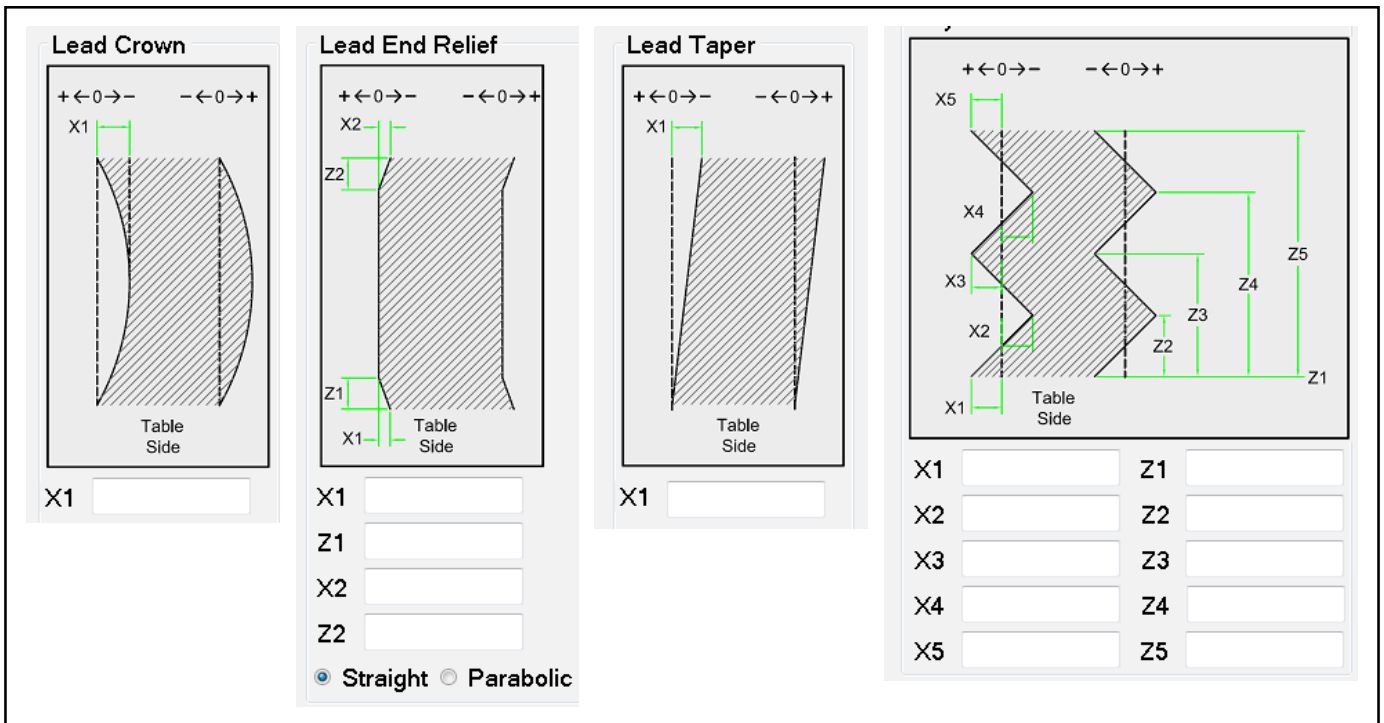 Lead Crown
+←0→− −←0→+
X1
Table
Side
X1
Lead End Relief
+←0→− −←0→+
X2
Z2
Z1
X1
Table
Side
X1
Z1
X2
Z2
Straight Parabolic
Lead Taper
+←0→− −←0→+
X1
Table
Side
X1
+←0→− −←0→+
X5
X4
Z5
X3
Z4
Z3
X2
Z2
Z1
X1
Table
Side
X1 Z1
X2 Z2
X3 Z3
X4 Z4
X5 Z5